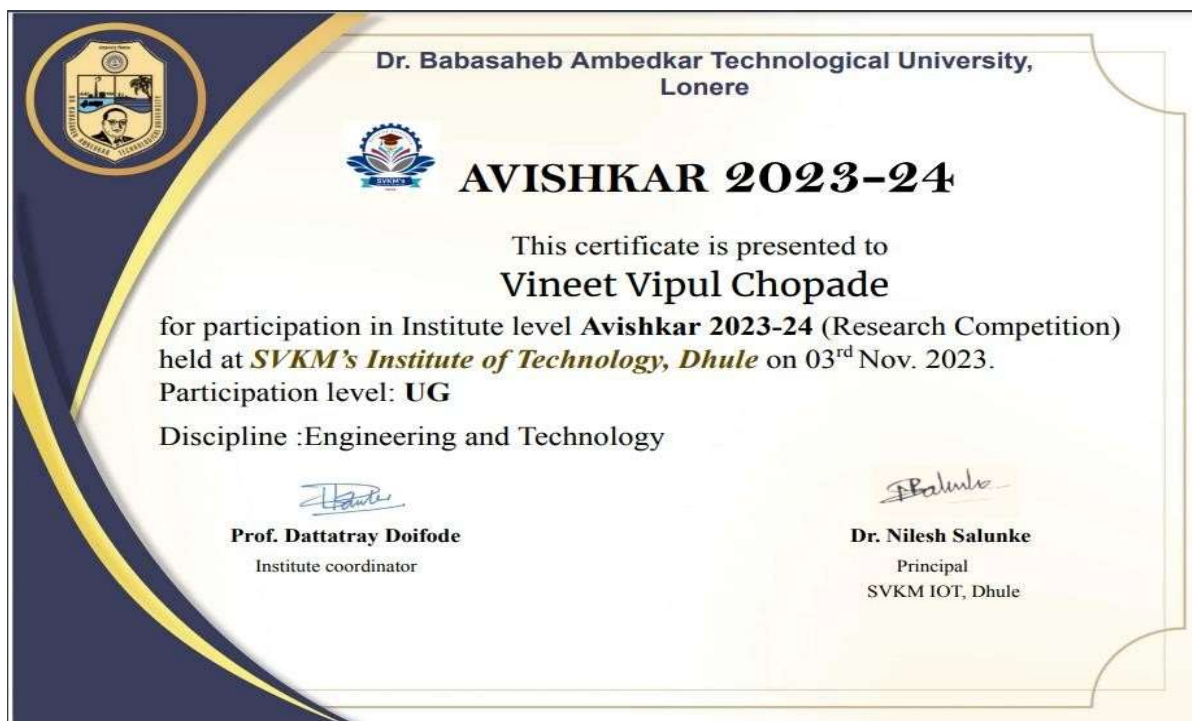 Dr. Babasaheb Ambedkar Technological University,
Lonere
SVKM's
AVISHKAR 2023-24
This certificate is presented to
Vineet Vipul Chopade
for participation in Institute level Avishkar 2023-24 (Research Competition)
held at SVKM's Institute of Technology, Dhule on 03rd Nov. 2023.
Participation level: UG
Discipline :Engineering and Technology
Prof. Dattatray Doifode
Institute coordinator
Dr. Nilesh Salunke
Principal
SVKM IOT, Dhule